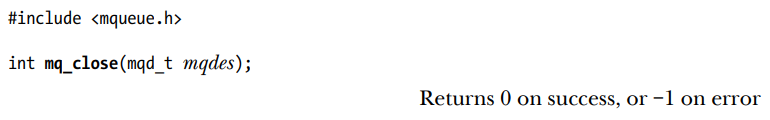 #include <mqueue.h>
int mq_close(mqd_t mqdes);
Returns 0 on success, or −1 on error